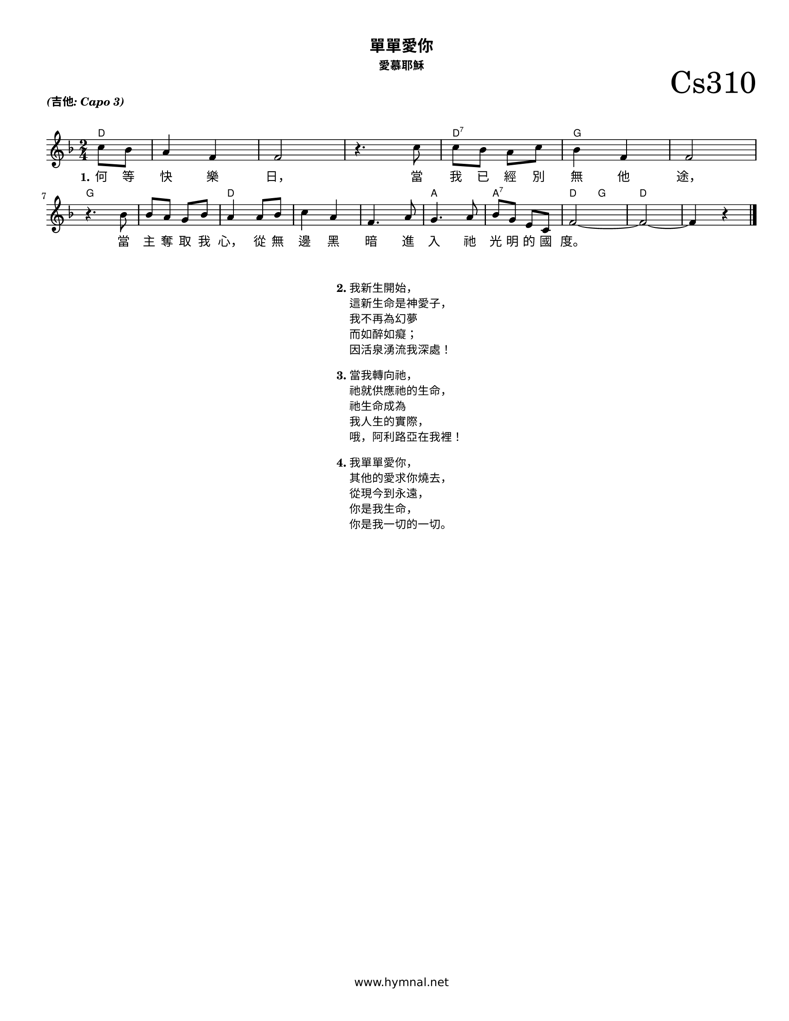 單單愛你
愛慕耶穌
Cs310
(吉他: Capo 3)
D D7 G
1. 何 等 快 樂 日, 當 我 已 經 別 無 他 途,
7
G D A A7 D G D
當 主 奪 取 我 心, 從 無 邊 黑 暗 進 入 祂 光 明 的 國 度。
2. 我新生開始,
這新生命是神愛子,
我不再為幻夢
而如醉如癡;
因活泉湧流我深處!
3. 當我轉向祂,
祂就供應祂的生命,
祂生命成為
我人生的實際,
哦, 阿利路亞在我裡!
4. 我單單愛你,
其他的愛求你燒去,
從現今到永遠,
你是我生命,
你是我一切的一切。
www.hymnal.net